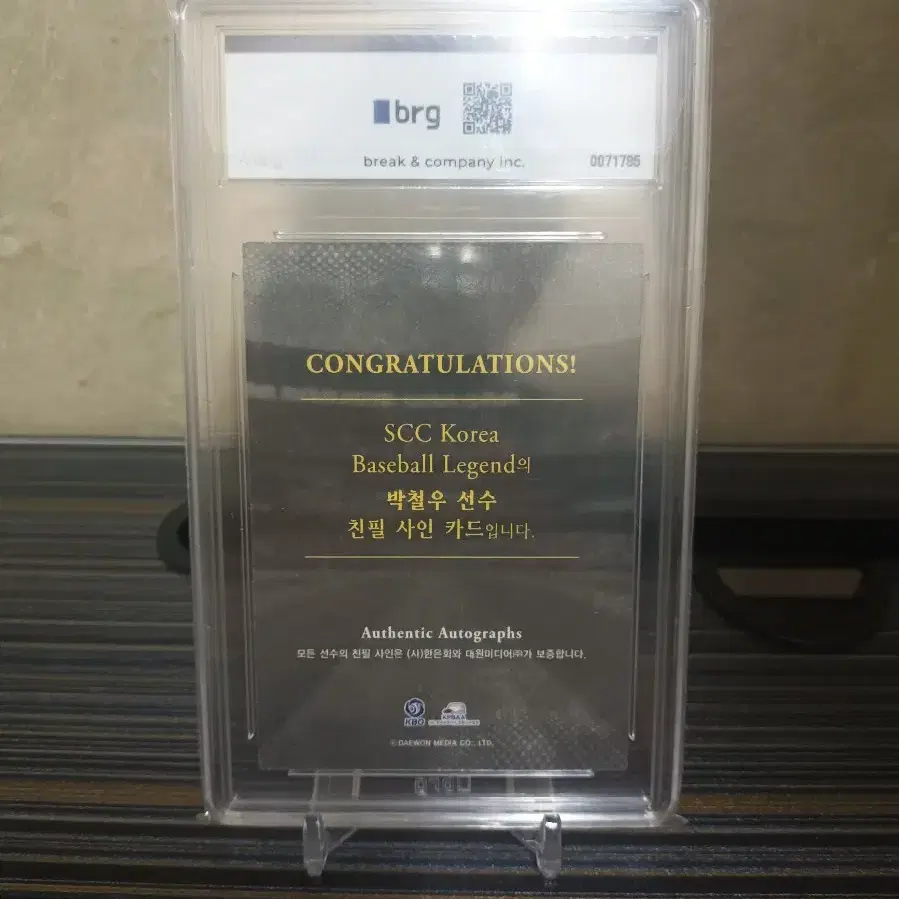 brg
break & company inc.
0071785
CONGRATULATIONS!
SCC Korea
Baseball Legend의
박철우 선수
친필 사인 카드입니다.
Authentic Autographs
모든 선수의 친필 사인은 (사)한은회와 대원미디어㈜가 보증합니다.
KBO
© DAEWON MEDIA CO., LTD.